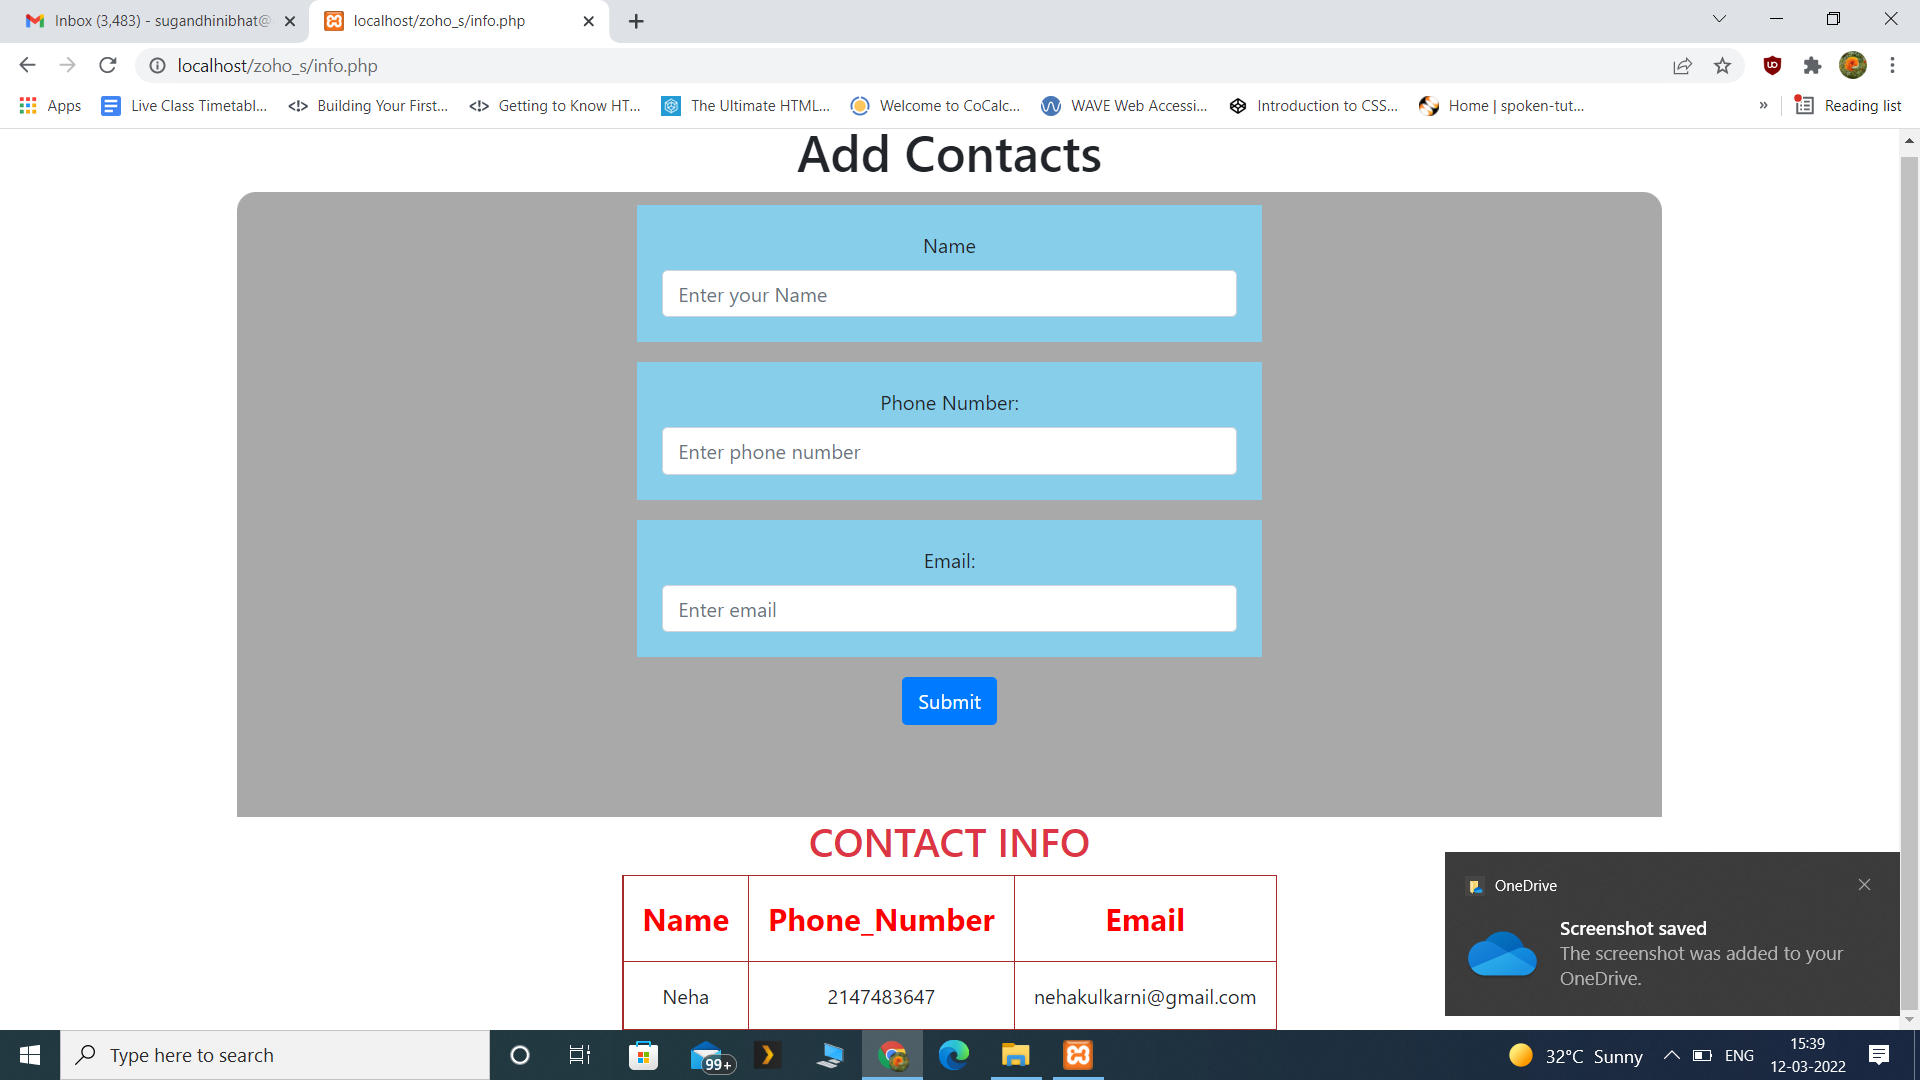 Inbox (3,483) - sugandhinibhat@
localhost/zoho_s/info.php
localhost/zoho_s/info.php
Apps
Live Class Timetabl...
Building Your First...
Getting to Know HT...
The Ultimate HTML...
Welcome to CoCalc...
WAVE Web Accessi...
Introduction to CSS...
Home | spoken-tut...
»
Reading list
Add Contacts
Name
Enter your Name
Phone Number:
Enter phone number
Email:
Enter email
Submit
CONTACT INFO
Name Phone_Number Email
Neha 2147483647 nehakulkarni@gmail.com
OneDrive
Screenshot saved
The screenshot was added to your
OneDrive.
Type here to search
99+
32°C Sunny
ENG
15:39
12-03-2022